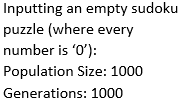 Inputting an empty sudoku
puzzle (where every
number is ‘0’):
Population Size: 1000
Generations: 1000